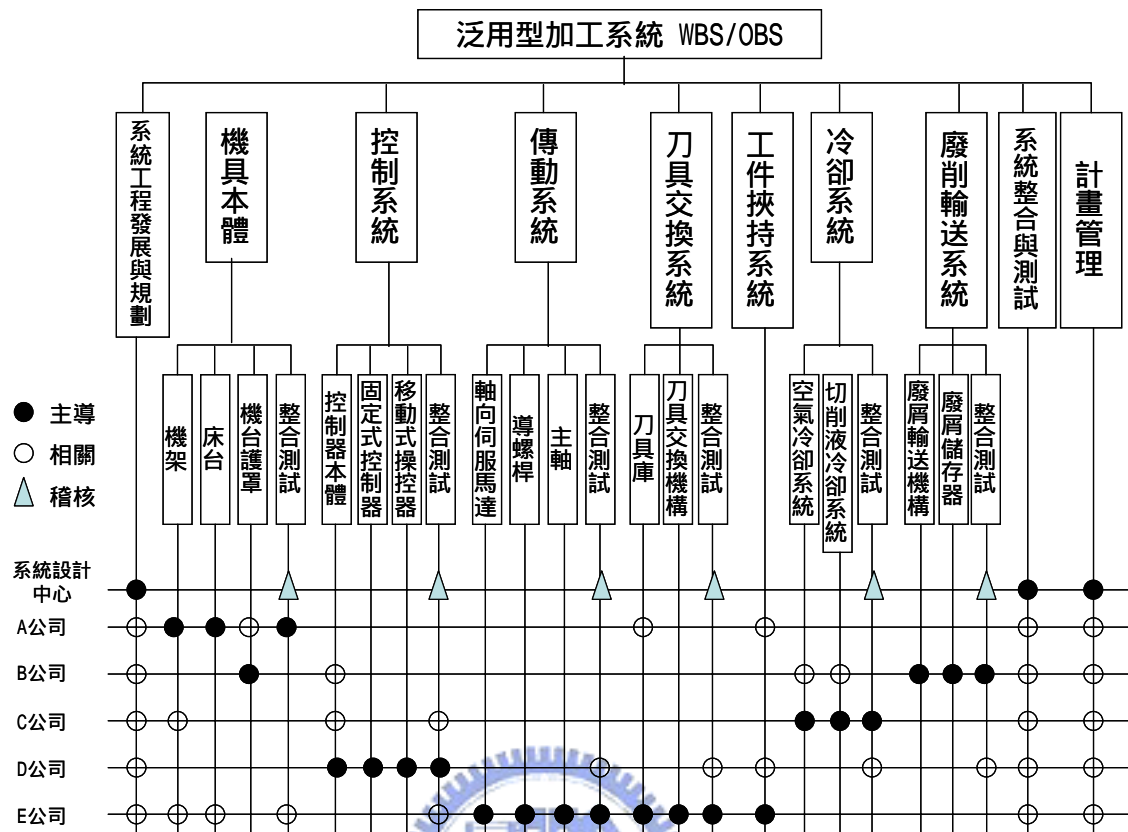 泛用型加工系統 WBS/OBS
系統工程發展與規劃
機具本體
控制系統
傳動系統
刀具交換系統
工件挾持系統
冷卻系統
廢削輸送系統
系統整合與測試
計畫管理
機架
床台
機台護罩
整合測試
控制器本體
固定式控制器
移動式操控器
整合測試
軸向伺服馬達
導螺桿
主軸
整合測試
刀具庫
刀具交換機構
整合測試
空氣冷卻系統
切削液冷卻系統
整合測試
廢屑輸送機構
廢屑儲存器
整合測試
主導
相關
稽核
系統設計
中心
A公司
B公司
C公司
D公司
E公司